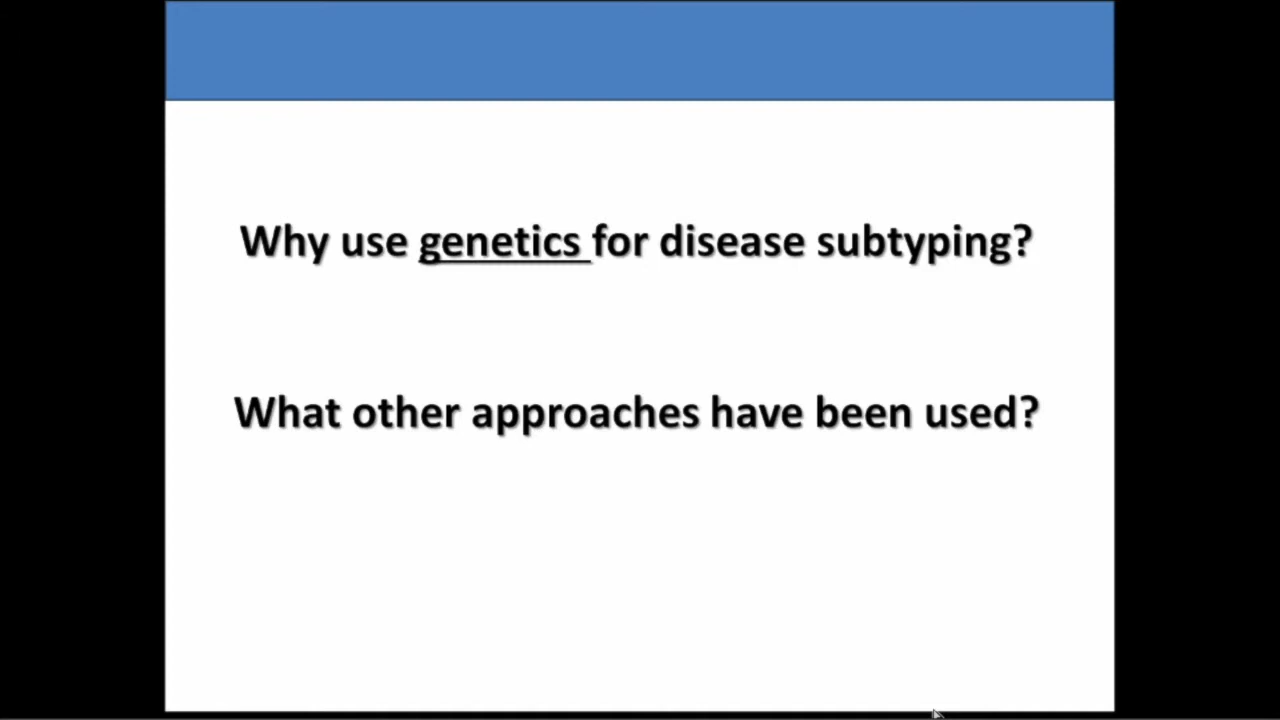 Why use genetics for disease subtyping?
What other approaches have been used?